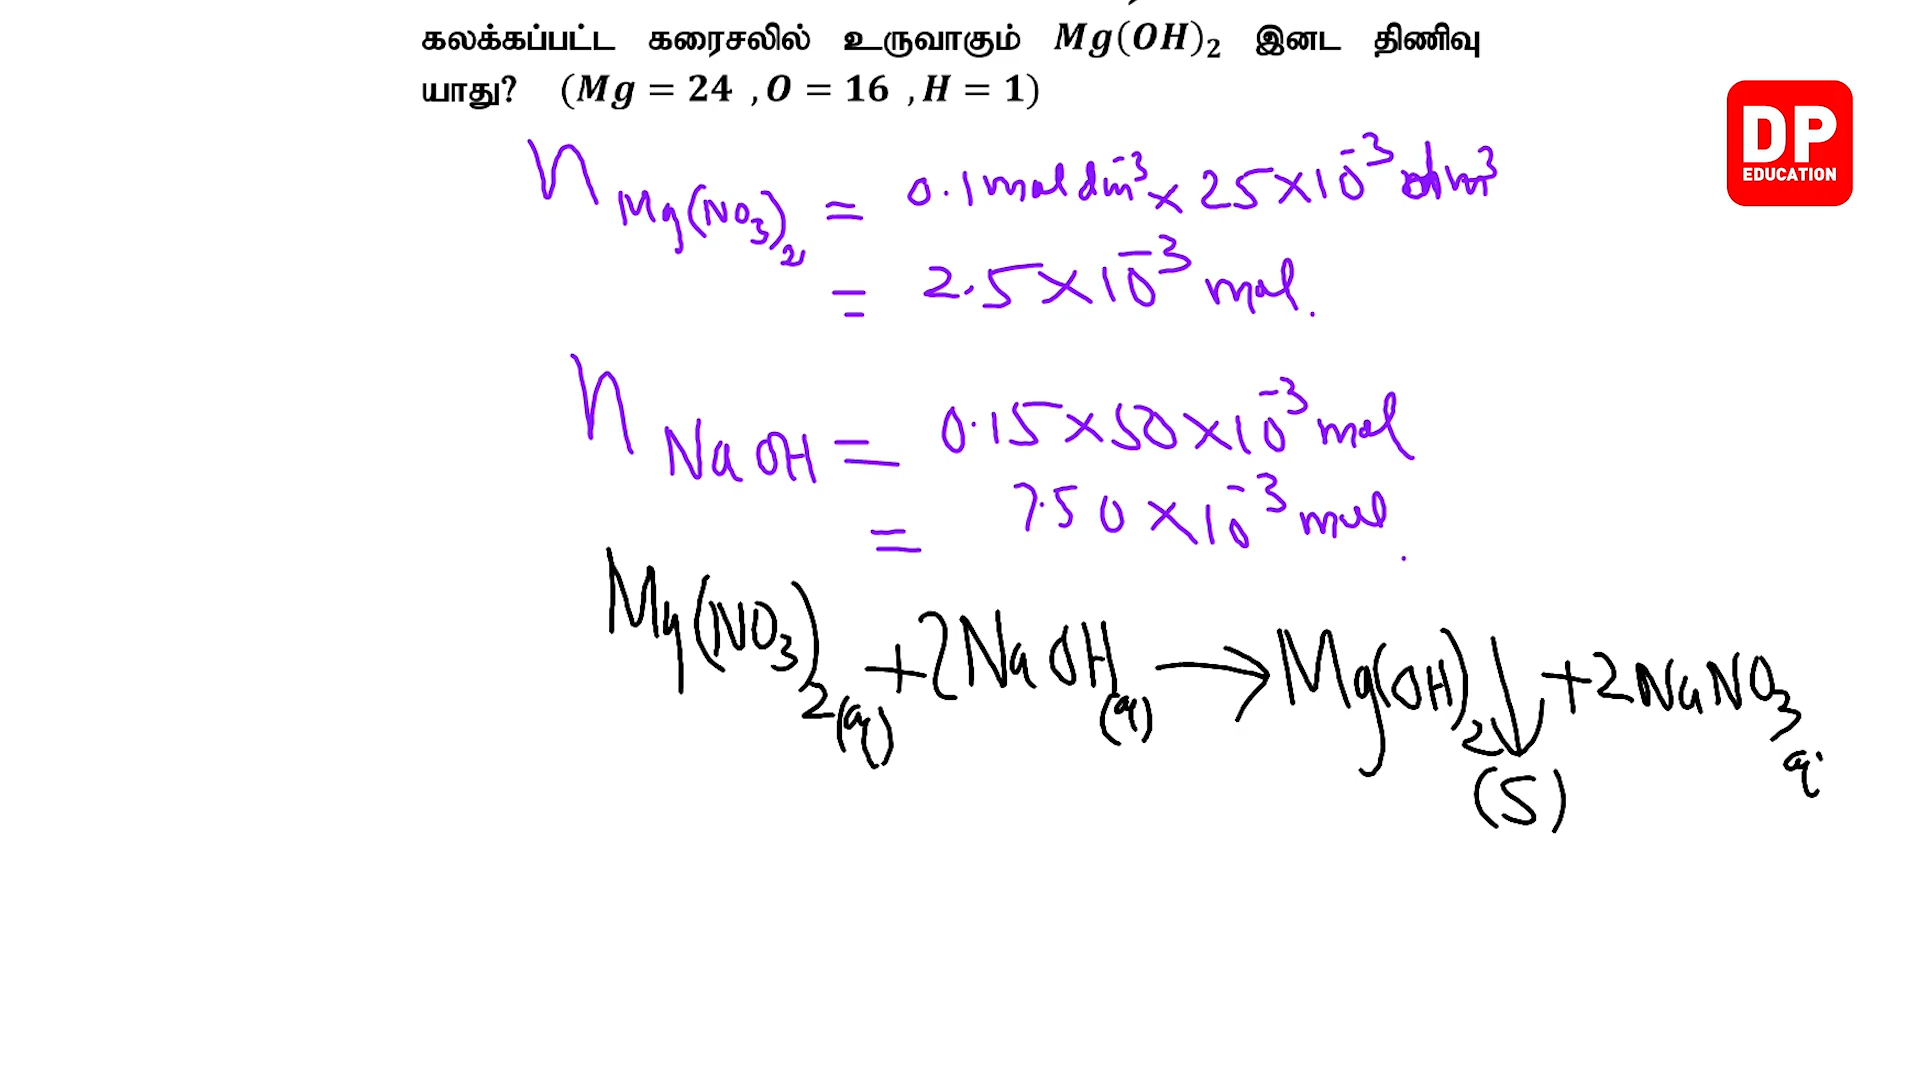 கலக்கப்பட்ட கரைசலில் உருவாகும் Mg(OH)₂ இனட திணிவு
யாது? (Mg = 24 , O = 16 , H = 1)
DP
EDUCATION
n Mg(NO₃)₂ = 0.1 mol dm⁻³ × 25 × 10⁻³ dm³
= 2.5 × 10⁻³ mol.
n NaOH = 0.15 × 50 × 10⁻³ mol
= 7.50 × 10⁻³ mol.
Mg(NO₃)₂(aq) + 2NaOH(aq) → Mg(OH)₂↓(s) + 2NaNO₃ aq